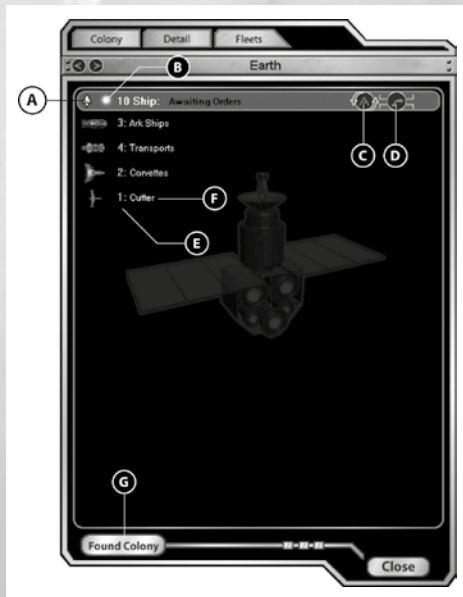 Colony Detail Fleets
Earth
B
A 10 Ship: Awaiting Orders
3: Ark Ships C D
4: Transports
2: Corvettes
1: Cutter F
E
G
Found Colony
Close